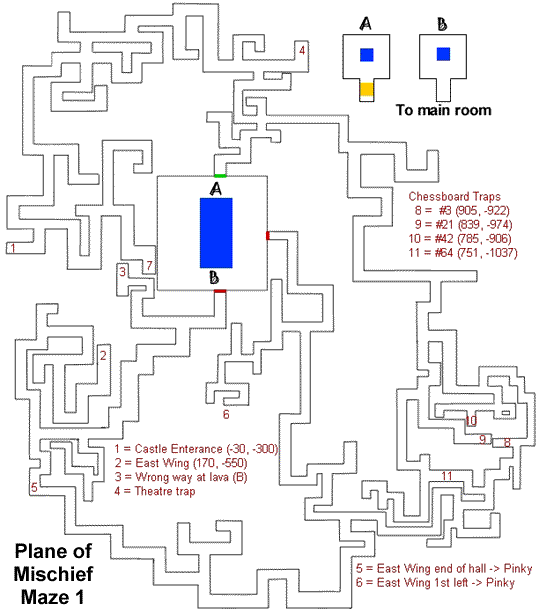 4
A
B
To main room
A
Chessboard Traps
8 = #3 (905, -922)
9 = #21 (839, -974)
10 = #42 (785, -906)
11 = #64 (751, -1037)
1
3
7
B
2
6
10
9
8
11
1 = Castle Enterance (-30, -300)
2 = East Wing (170, -550)
3 = Wrong way at lava (B)
4 = Theatre trap
5
Plane of
Mischief
Maze 1
5 = East Wing end of hall -> Pinky
6 = East Wing 1st left -> Pinky